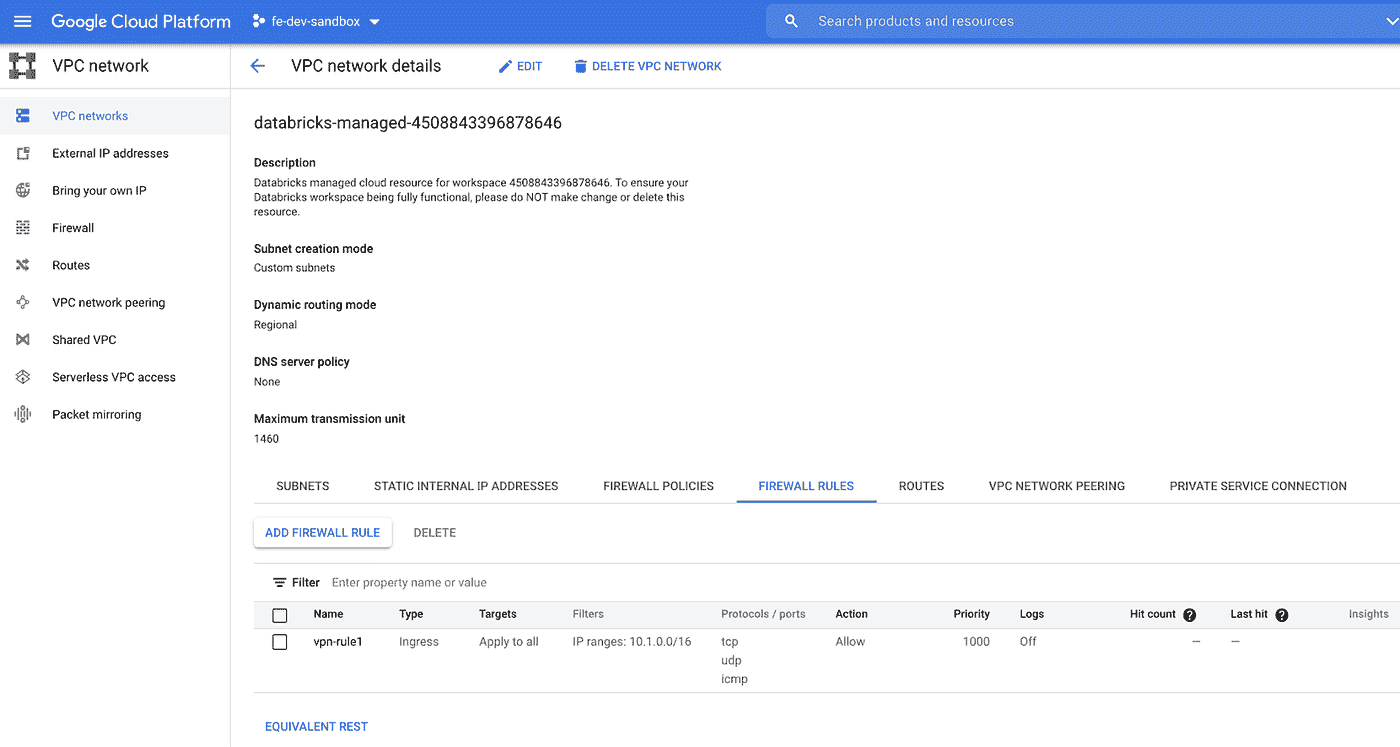 Google Cloud Platform
fe-dev-sandbox
Search products and resources
VPC network
VPC network details
EDIT
DELETE VPC NETWORK
VPC networks
External IP addresses
Bring your own IP
Firewall
Routes
VPC network peering
Shared VPC
Serverless VPC access
Packet mirroring
databricks-managed-4508843396878646
Description
Databricks managed cloud resource for workspace 4508843396878646. To ensure your
Databricks workspace being fully functional, please do NOT make change or delete this
resource.
Subnet creation mode
Custom subnets
Dynamic routing mode
Regional
DNS server policy
None
Maximum transmission unit
1460
SUBNETS STATIC INTERNAL IP ADDRESSES FIREWALL POLICIES FIREWALL RULES ROUTES VPC NETWORK PEERING PRIVATE SERVICE CONNECTION
ADD FIREWALL RULE DELETE
Filter Enter property name or value
Name Type Targets Filters Protocols / ports Action Priority Logs Hit count ? Last hit ? Insights
vpn-rule1 Ingress Apply to all IP ranges: 10.1.0.0/16 tcp Allow 1000 Off — —
udp
icmp
EQUIVALENT REST